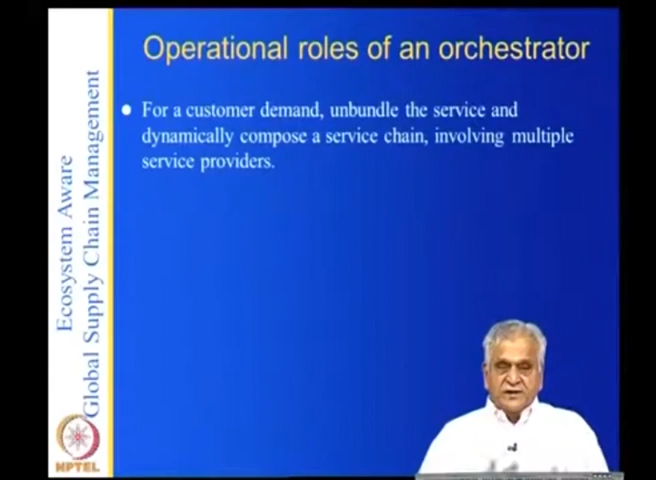 Operational roles of an orchestrator
For a customer demand, unbundle the service and
dynamically compose a service chain, involving multiple
service providers.
Ecosystem Aware
Global Supply Chain Management
NPTEL